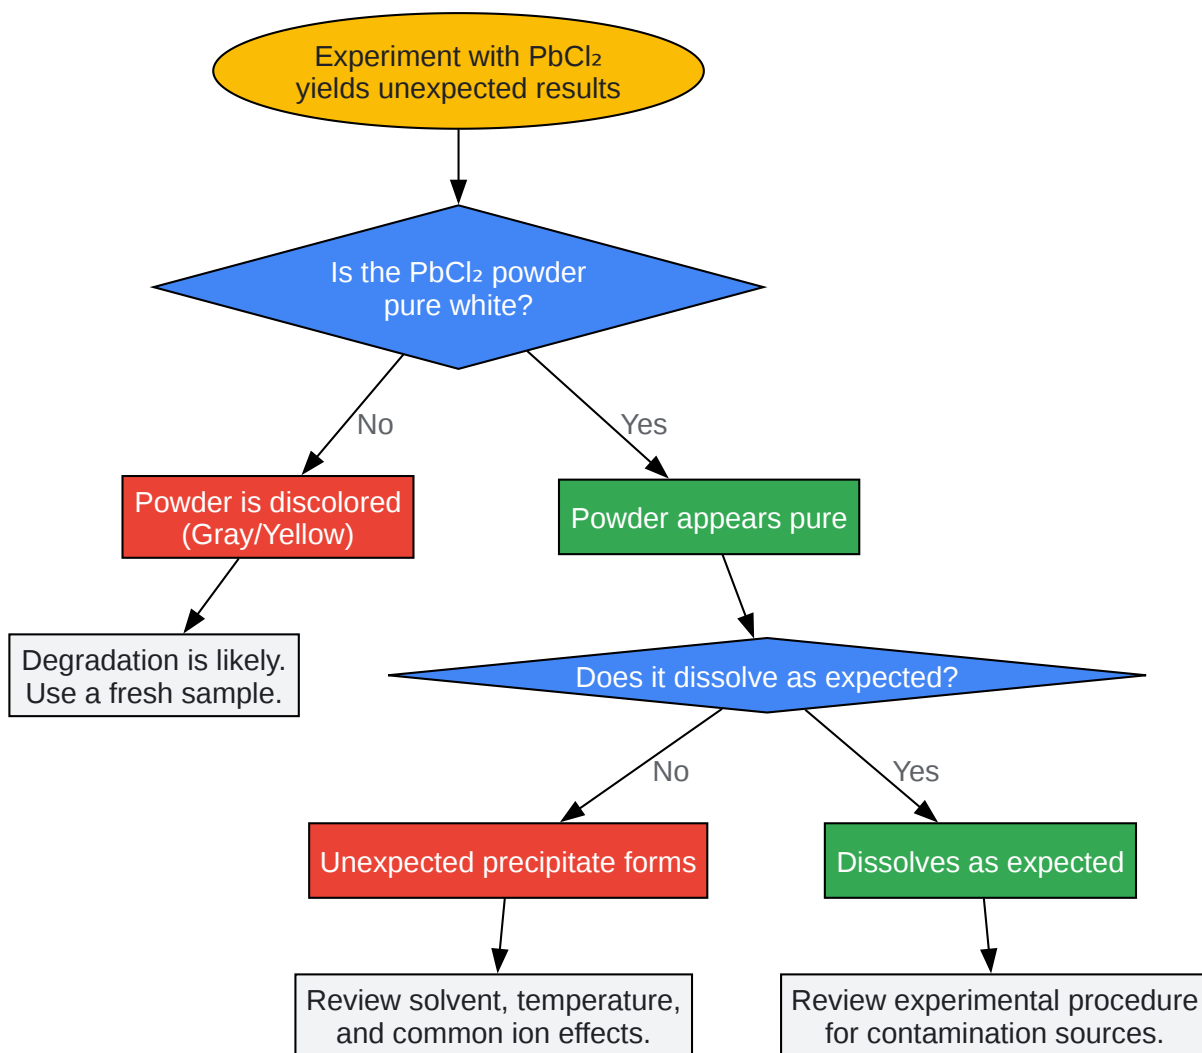 Experiment with PbCl₂
yields unexpected results
Is the PbCl₂ powder
pure white?
No
Yes
Powder is discolored
(Gray/Yellow)
Powder appears pure
Degradation is likely.
Use a fresh sample.
Does it dissolve as expected?
No
Yes
Unexpected precipitate forms
Dissolves as expected
Review solvent, temperature,
and common ion effects.
Review experimental procedure
for contamination sources.